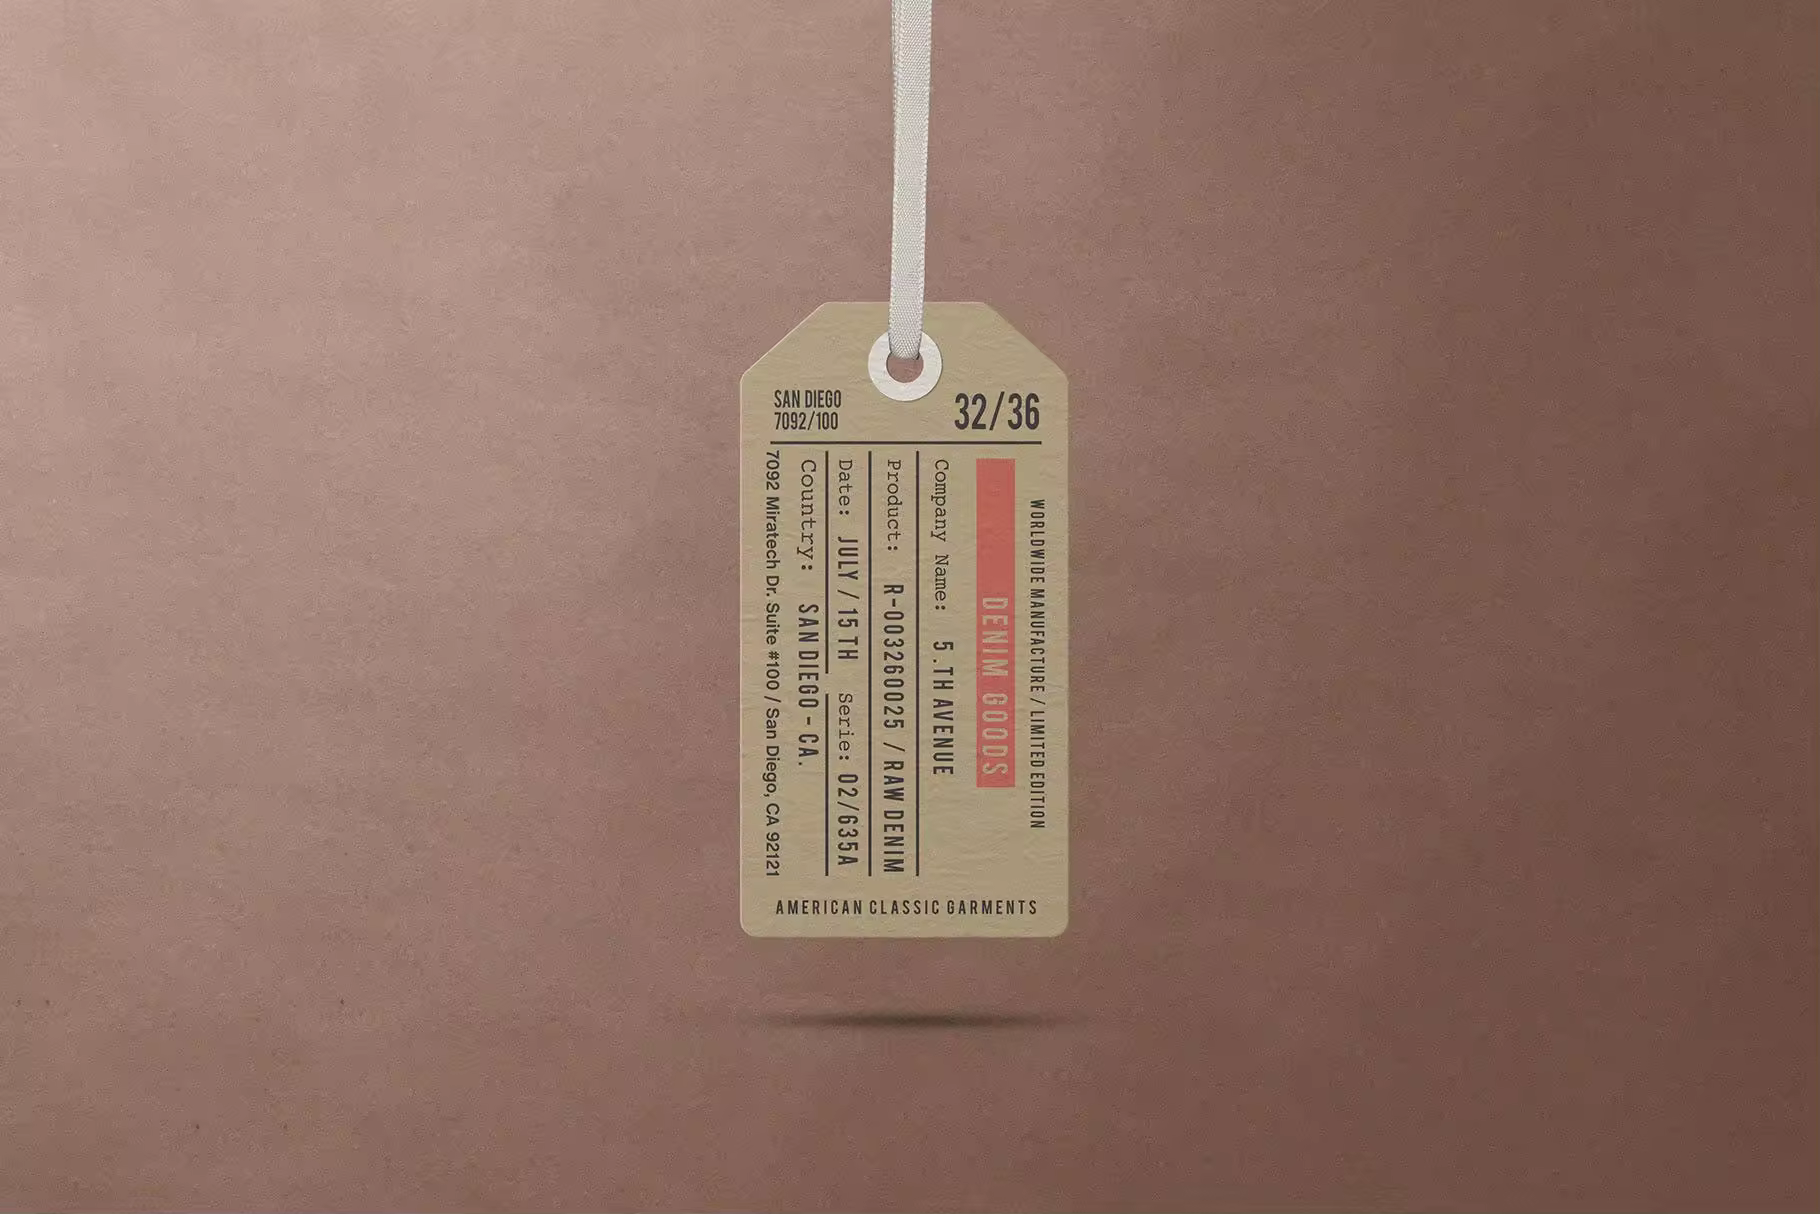 SAN DIEGO
7092/100
32/36
WORLDWIDE MANUFACTURE / LIMITED EDITION
DENIM GOODS
Company Name: 5.TH AVENUE
Product: R-003260025 / RAW DENIM
Date: JULY / 15TH Serie: 02/635A
Country: SAN DIEGO - CA.
7092 Miratech Dr. Suite #100 / San Diego, CA 92121
AMERICAN CLASSIC GARMENTS